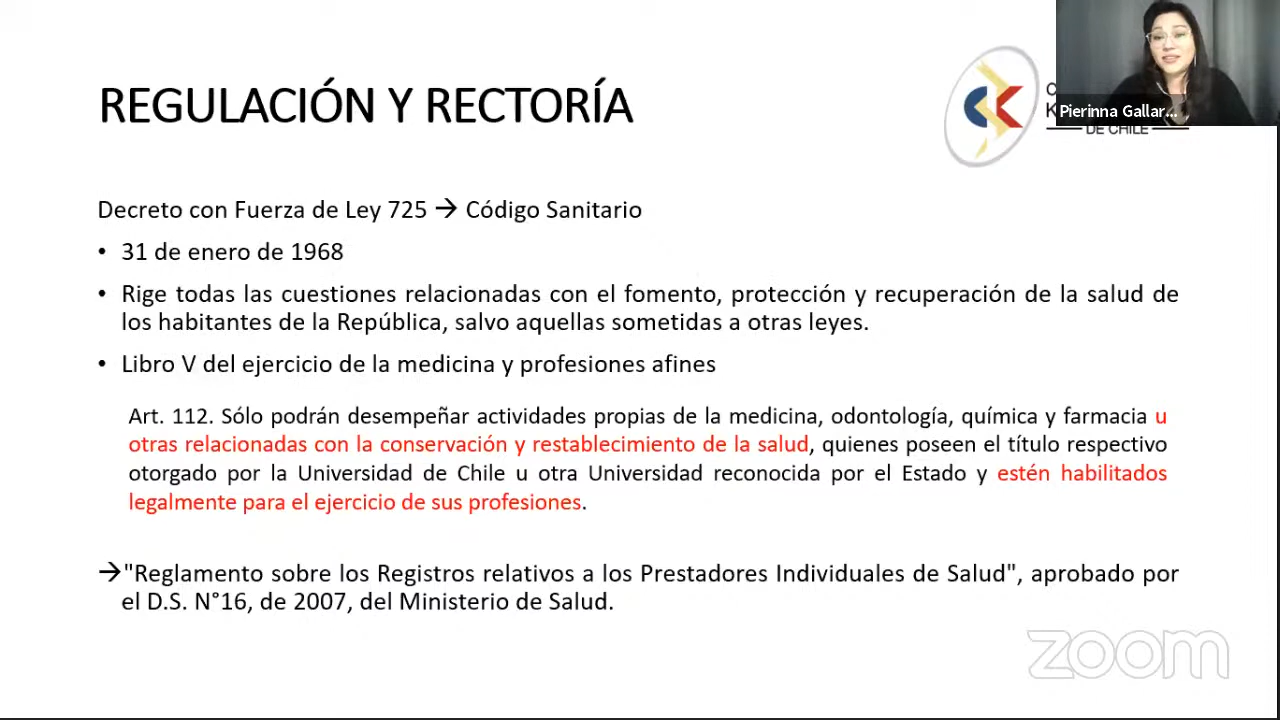 REGULACIÓN Y RECTORÍA
Pierinna Gallar...
DE CHILE
Decreto con Fuerza de Ley 725 → Código Sanitario
• 31 de enero de 1968
• Rige todas las cuestiones relacionadas con el fomento, protección y recuperación de la salud de
los habitantes de la República, salvo aquellas sometidas a otras leyes.
• Libro V del ejercicio de la medicina y profesiones afines
Art. 112. Sólo podrán desempeñar actividades propias de la medicina, odontología, química y farmacia u
otras relacionadas con la conservación y restablecimiento de la salud, quienes poseen el título respectivo
otorgado por la Universidad de Chile u otra Universidad reconocida por el Estado y estén habilitados
legalmente para el ejercicio de sus profesiones.
→"Reglamento sobre los Registros relativos a los Prestadores Individuales de Salud", aprobado por
el D.S. N°16, de 2007, del Ministerio de Salud.
zoom